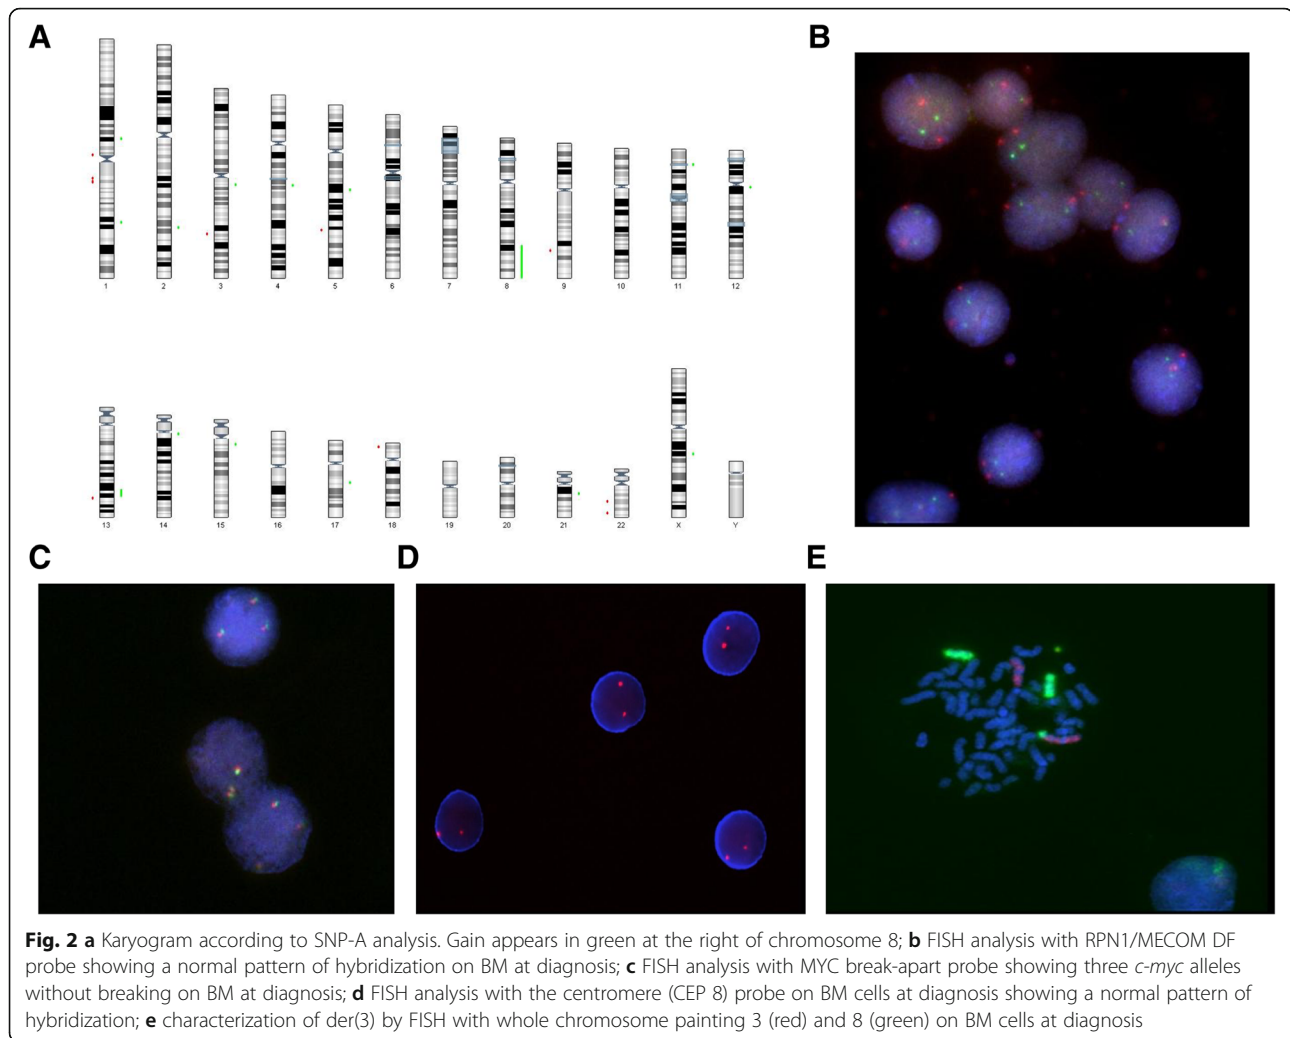 A
B
1 2 3 4 5 6 7 8 9 10 11 12
13 14 15 16 17 18 19 20 21 22 X Y
C
D
E
Fig. 2 a Karyogram according to SNP-A analysis. Gain appears in green at the right of chromosome 8; b FISH analysis with RPN1/MECOM DF
probe showing a normal pattern of hybridization on BM at diagnosis; c FISH analysis with MYC break-apart probe showing three c-myc alleles
without breaking on BM at diagnosis; d FISH analysis with the centromere (CEP 8) probe on BM cells at diagnosis showing a normal pattern of
hybridization; e characterization of der(3) by FISH with whole chromosome painting 3 (red) and 8 (green) on BM cells at diagnosis